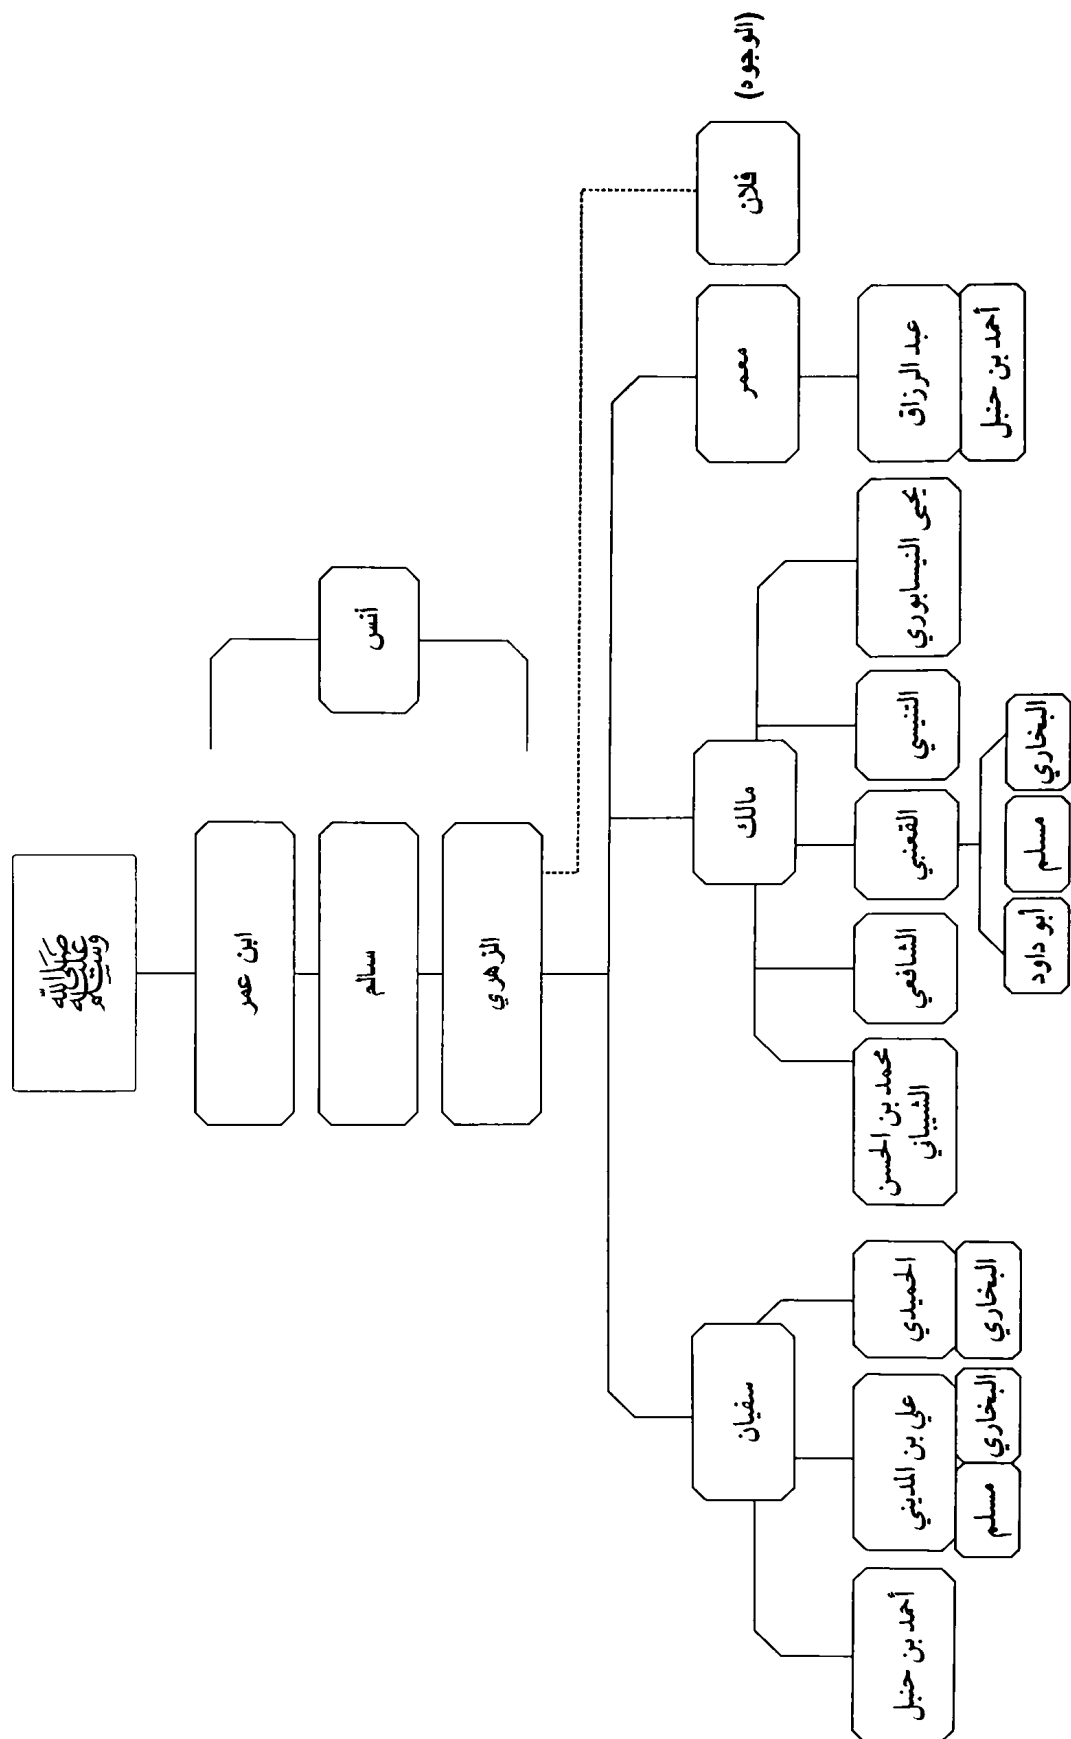 صلى الله عليه وسلم
ابن عمر
أنس
سالم
الزهري
(الوجود)
فلان
معمر
مالك
سفيان
عبد الرزاق
يحيى النيسابوري
التنيسي
القعنبي
الشافعي
محمد بن الحسن
الشيباني
الحميدي
علي بن المديني
أحمد بن حنبل
أحمد بن حنبل
البخاري
مسلم
أبو داود
البخاري
البخاري
مسلم